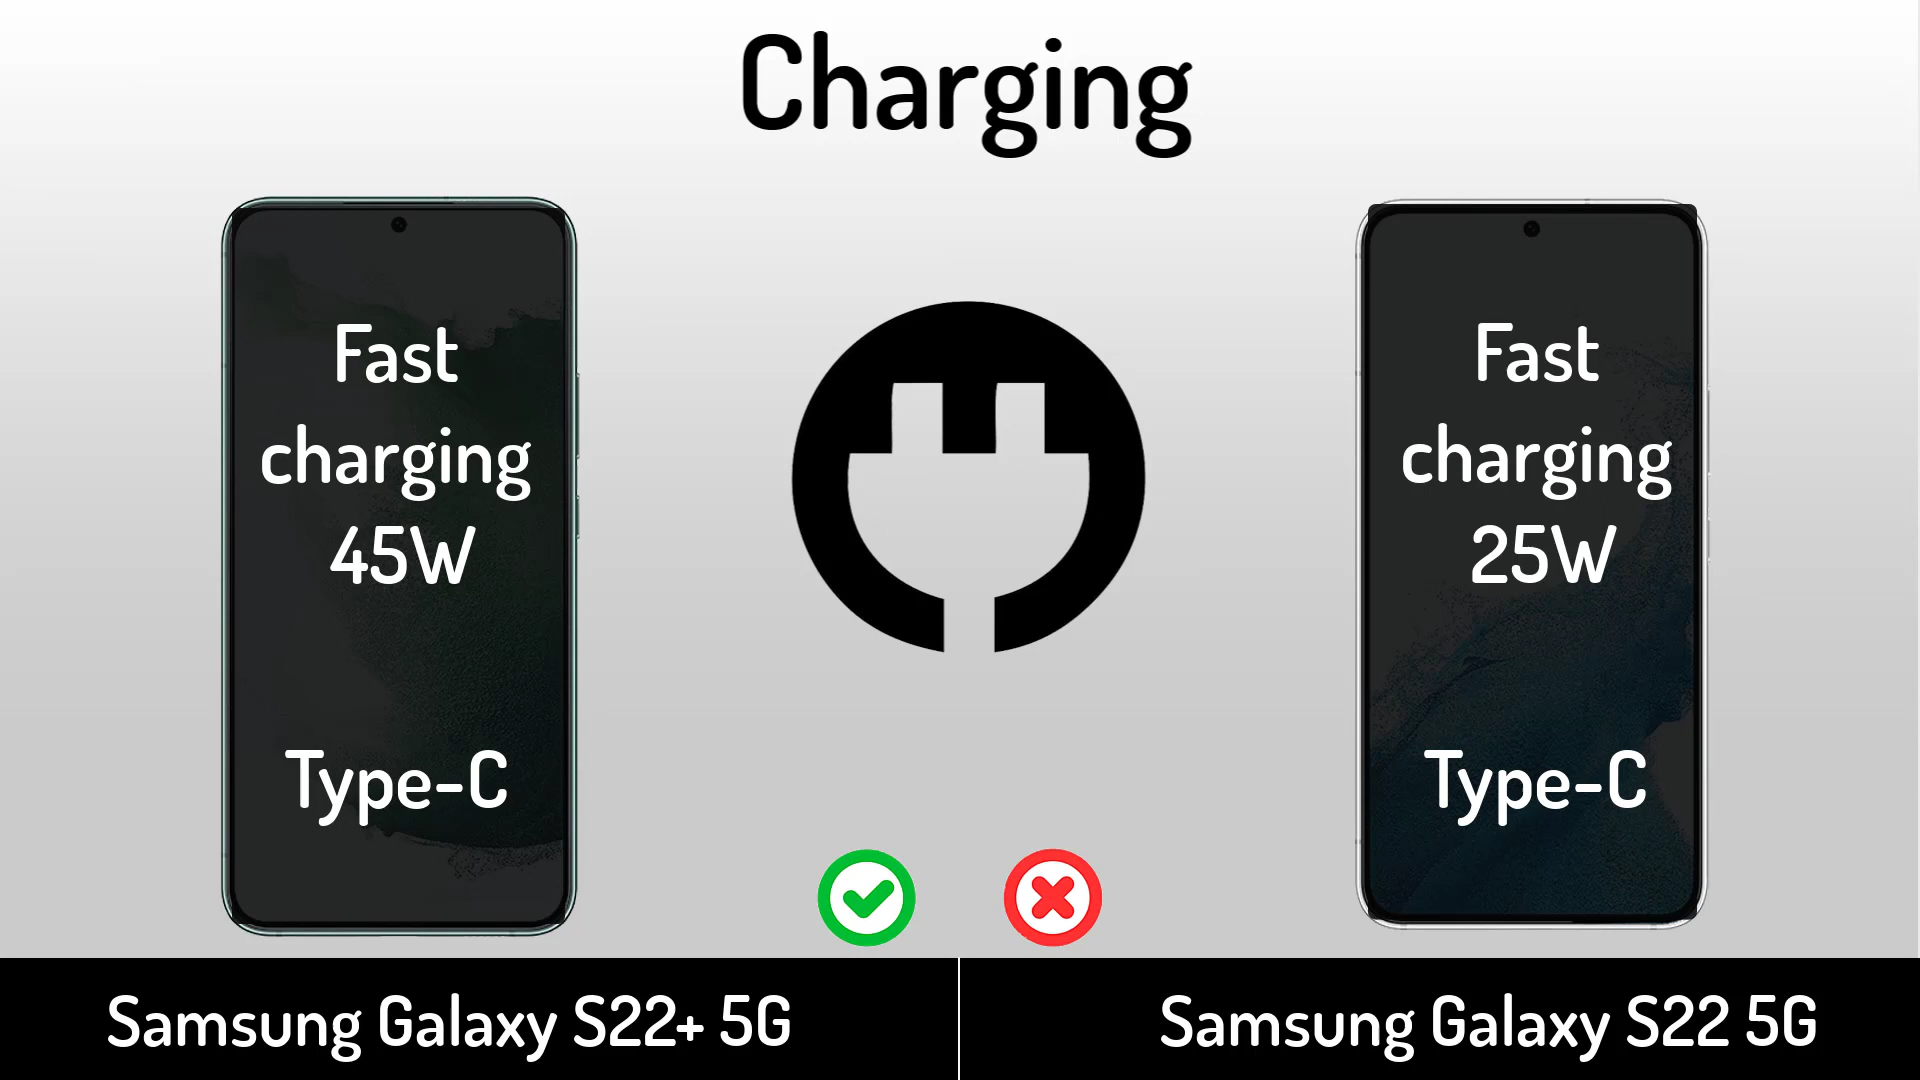 Charging
Fast
charging
45W
Type-C
Fast
charging
25W
Type-C
Samsung Galaxy S22+ 5G
Samsung Galaxy S22 5G